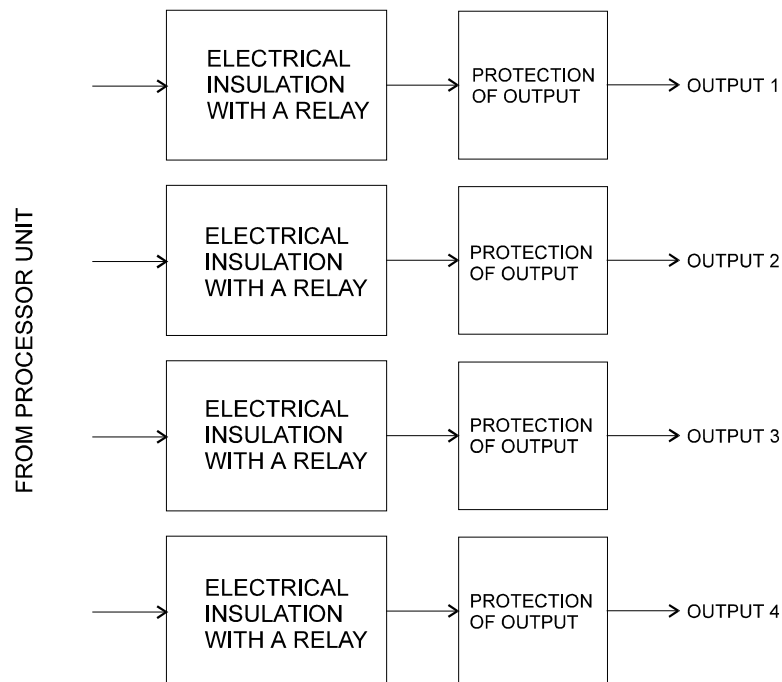 FROM PROCESSOR UNIT
ELECTRICAL
INSULATION
WITH A RELAY
PROTECTION
OF OUTPUT
OUTPUT 1
ELECTRICAL
INSULATION
WITH A RELAY
PROTECTION
OF OUTPUT
OUTPUT 2
ELECTRICAL
INSULATION
WITH A RELAY
PROTECTION
OF OUTPUT
OUTPUT 3
ELECTRICAL
INSULATION
WITH A RELAY
PROTECTION
OF OUTPUT
OUTPUT 4